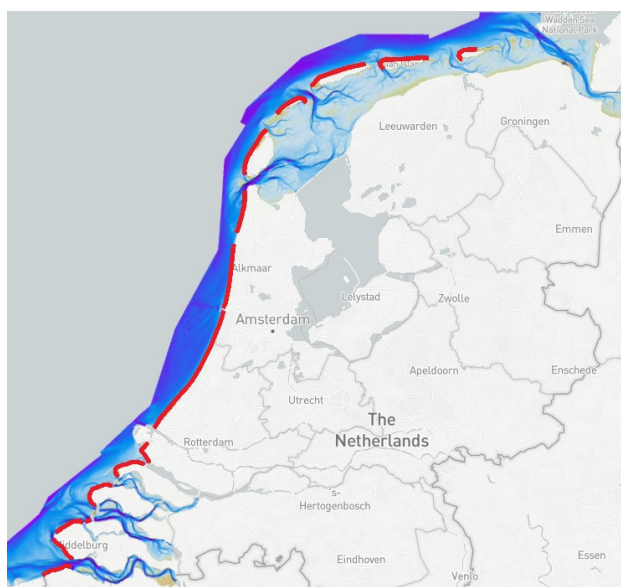 Wadden Sea
National Park
Leeuwarden
Groningen
Emmen
Alkmaar
Lelystad
Zwolle
Amsterdam
Apeldoorn
Enschede
Utrecht
The
Netherlands
Rotterdam
s-
Hertogenbosch
Middelburg
Eindhoven
Venlo
Essen